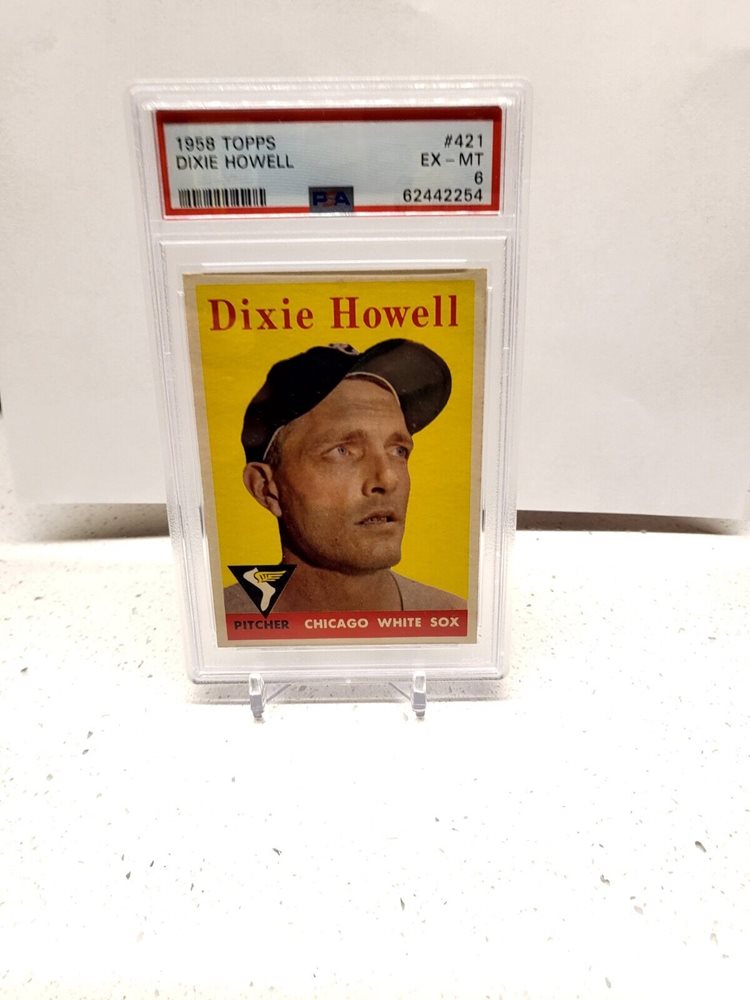 1958 TOPPS #421
DIXIE HOWELL EX - MT
6
PSA 62442254
Dixie Howell
PITCHER CHICAGO WHITE SOX